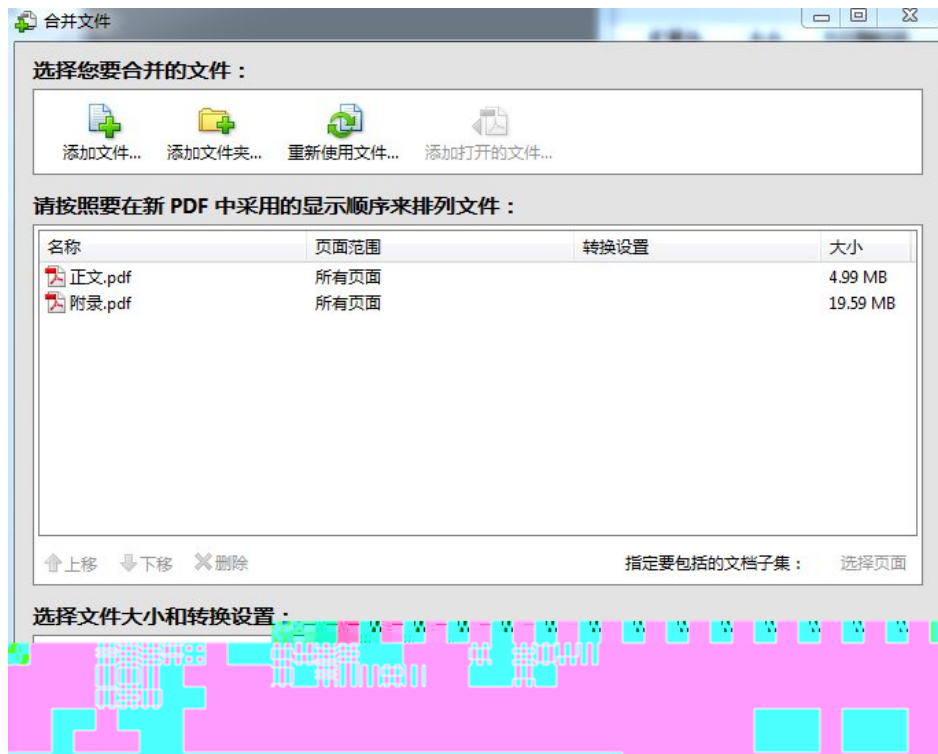 合并文件
选择您要合并的文件：
添加文件... 添加文件夹... 重新使用文件... 添加打开的文件...
请按照要在新 PDF 中采用的显示顺序来排列文件：
名称 页面范围 转换设置 大小
正文.pdf 所有页面 4.99 MB
附录.pdf 所有页面 19.59 MB
上移 下移 删除 指定要包括的文档子集： 选择页面
选择文件大小和转换设置：